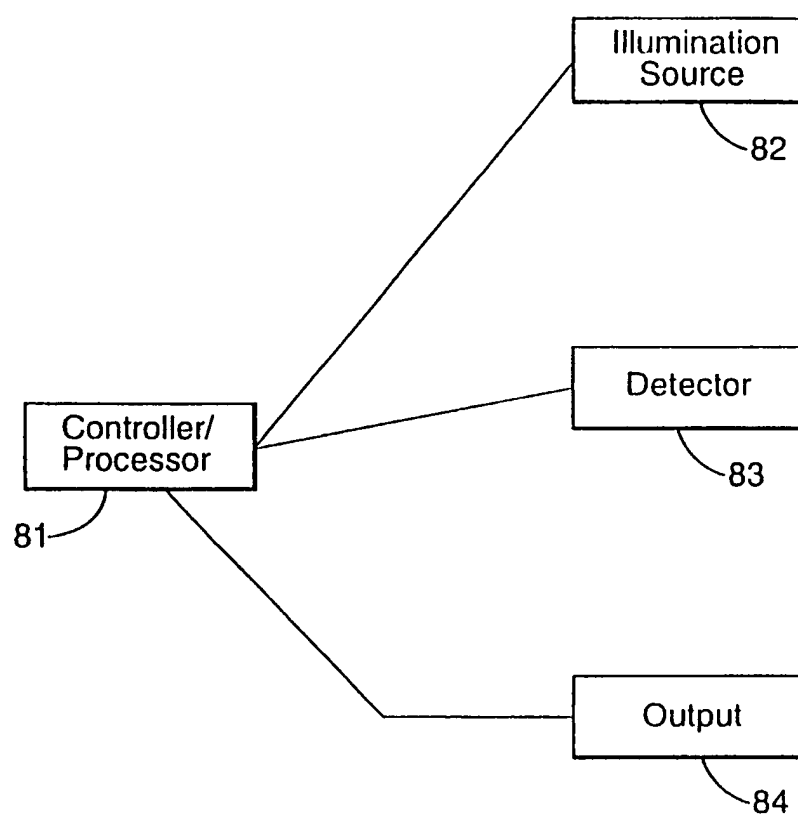 Illumination
Source
82
Detector
83
Controller/
Processor
81
Output
84